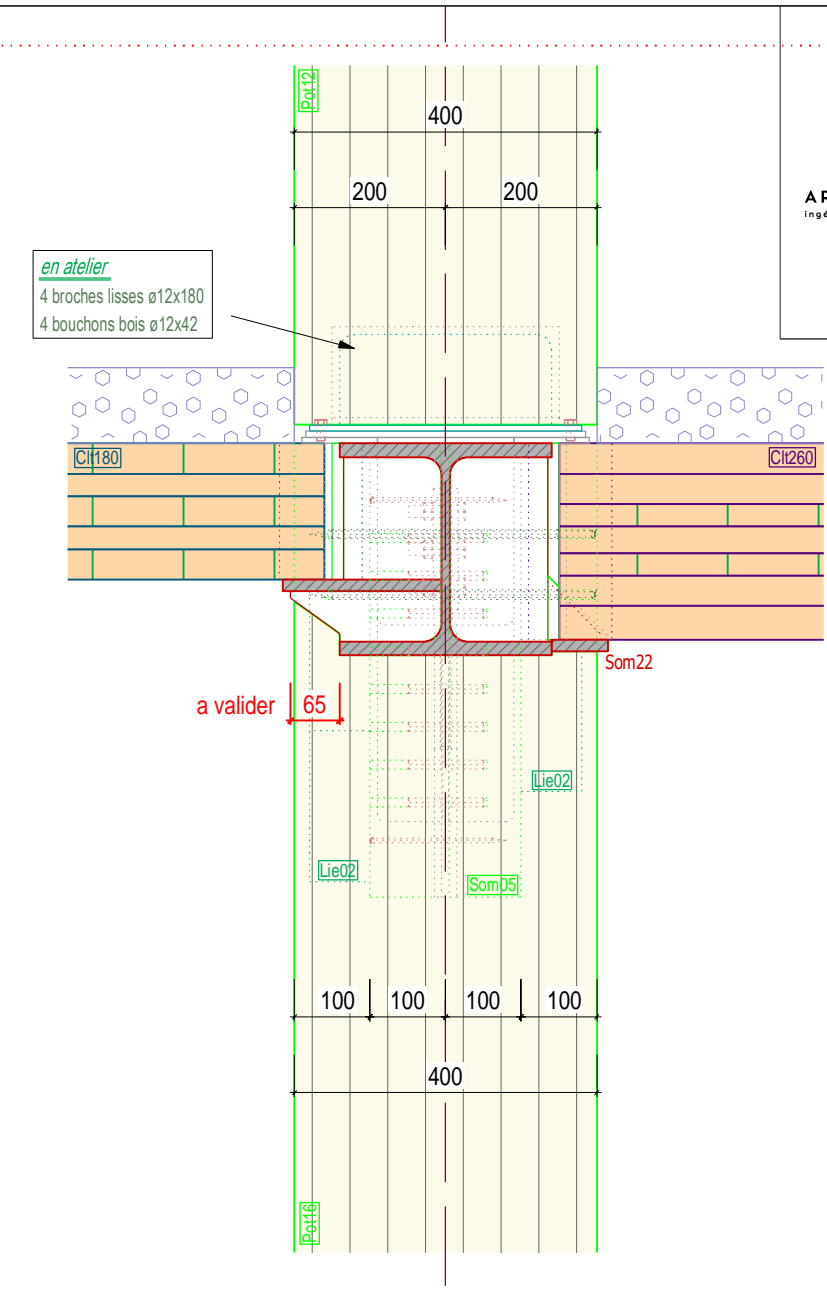 Pot12
400
200 200
AR
ingé
en atelier
4 broches lisses ø12x180
4 bouchons bois ø12x42
Clt180
Clt260
Som22
a valider 65
Lie02
Lie02
Som05
100 100 100 100
400
Pot16